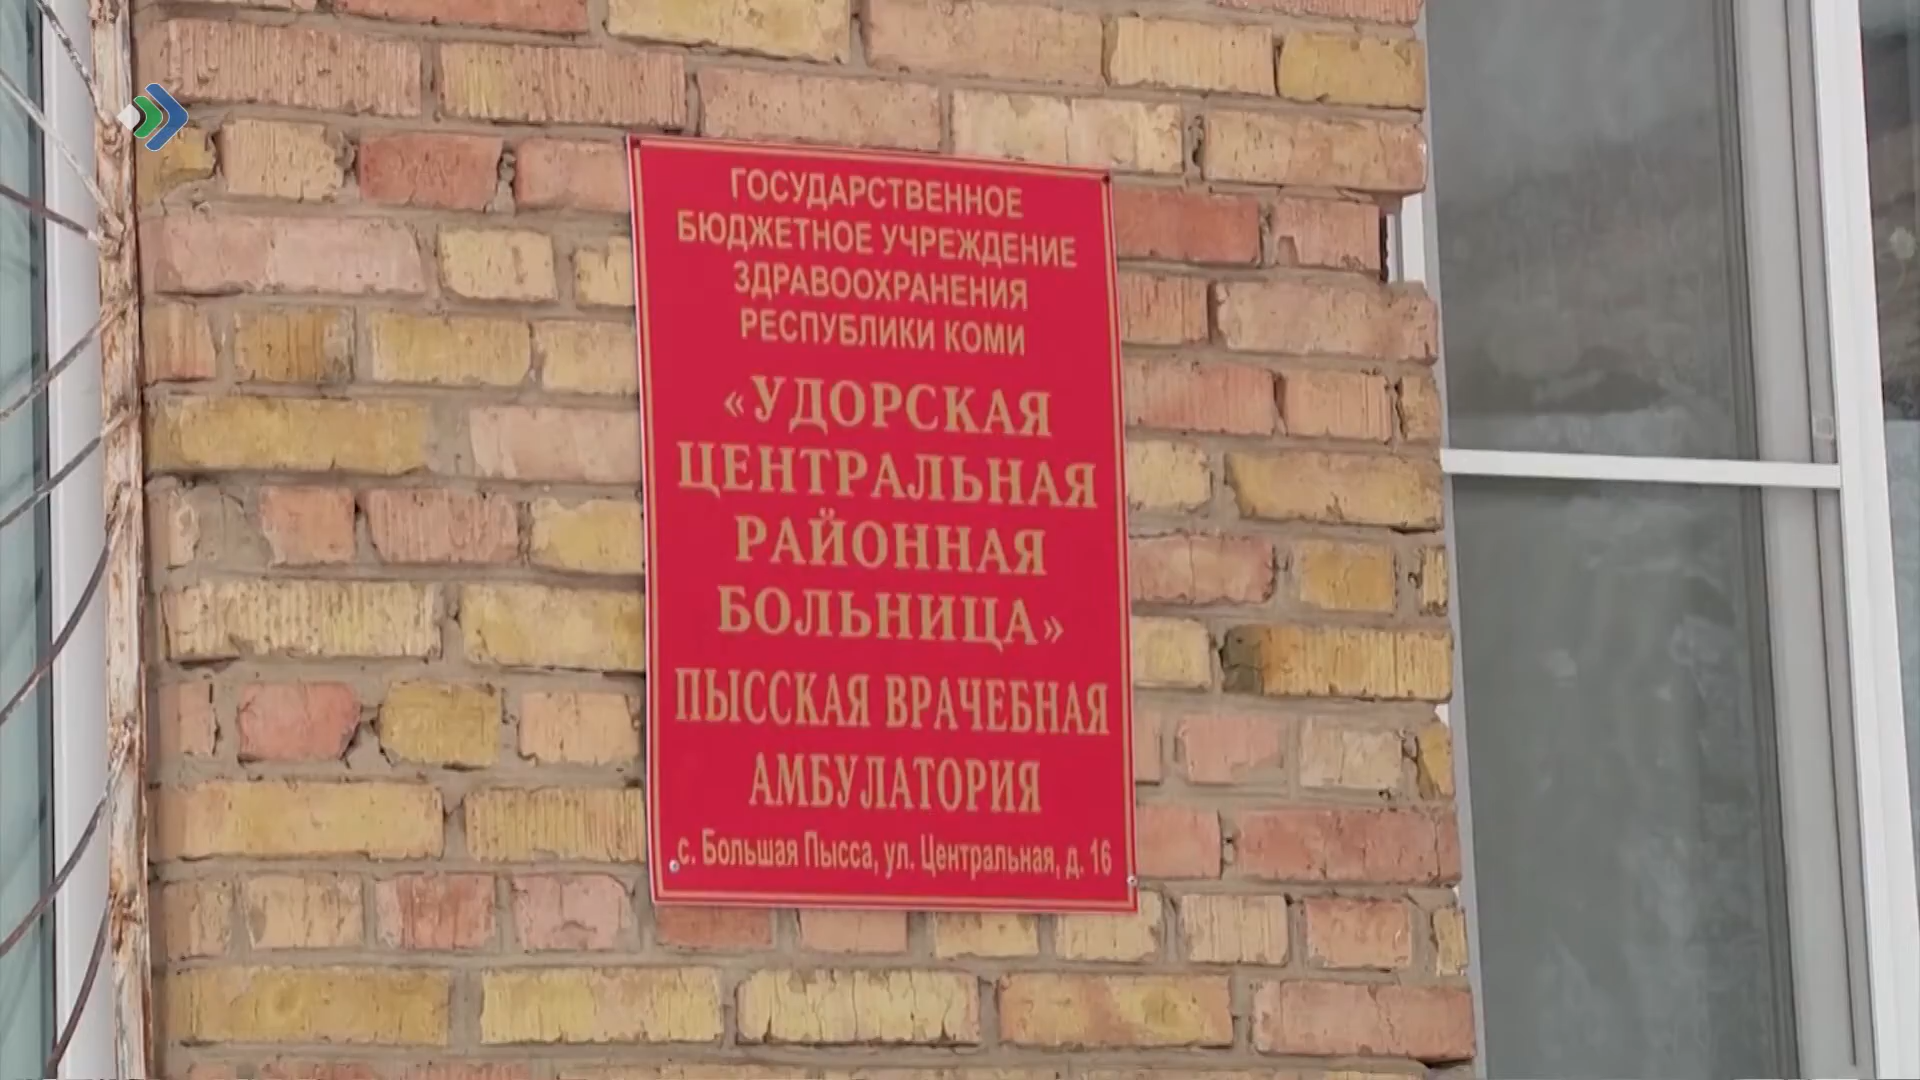 ГОСУДАРСТВЕННОЕ
БЮДЖЕТНОЕ УЧРЕЖДЕНИЕ
ЗДРАВООХРАНЕНИЯ
РЕСПУБЛИКИ КОМИ
«УДОРСКАЯ
ЦЕНТРАЛЬНАЯ
РАЙОННАЯ
БОЛЬНИЦА»
ПЫССКАЯ ВРАЧЕБНАЯ
АМБУЛАТОРИЯ
с. Большая Пысса, ул. Центральная, д. 16